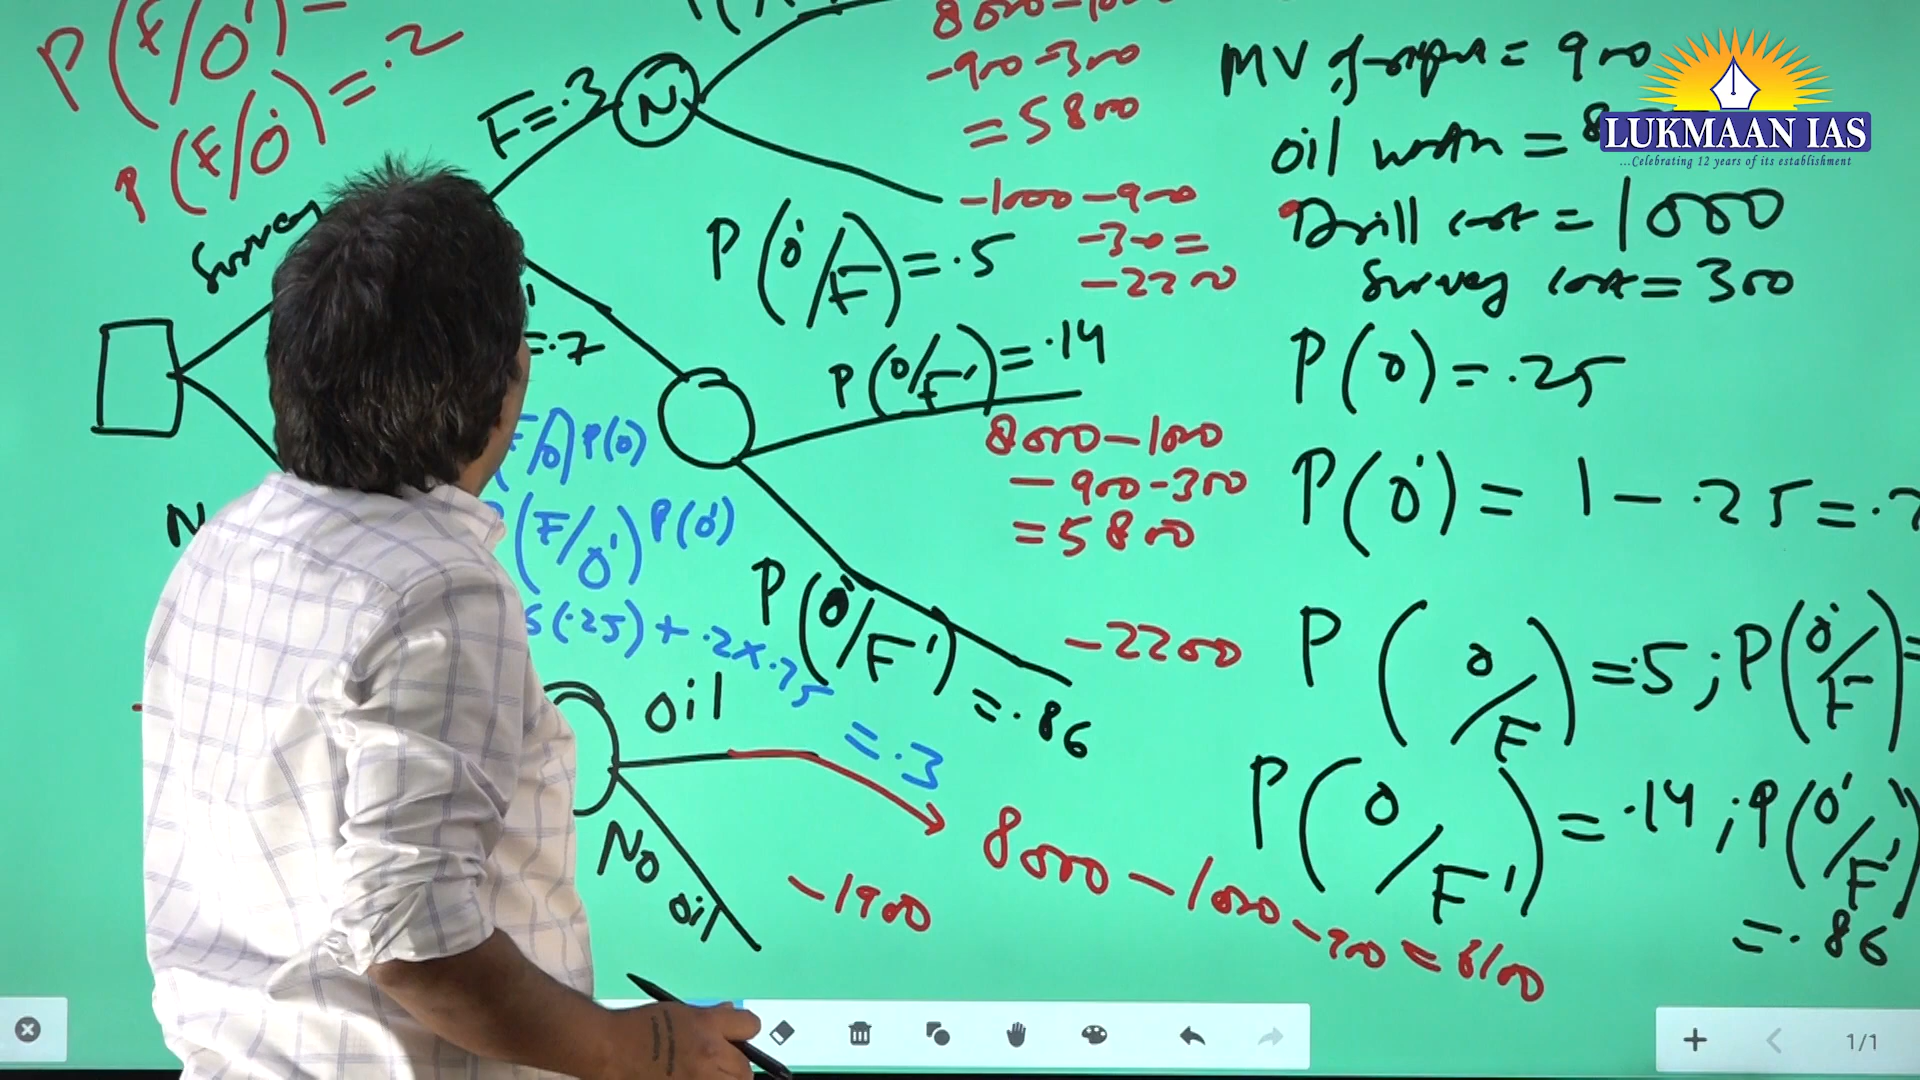 P(F/O') =
P(F/O') = .2
Survey
F = .3
N
8000 - 1000
- 900 - 300
= 5800
- 1000 - 900
- 300 =
- 2200
P(O'/F) = .5
= .7
P(O/F') = .14
8000 - 1000
- 900 - 300
= 5800
F/O) P(O)
(F/O') P(O')
(.25) + .2 x .75
= .3
P(O'/F')
= .86
- 2200
N
oil
No
oil
- 1900
8000 - 1000 - 900 = 6100
MV = 900
oil worth = 8
Drill cost = 1000
Survey cost = 300
P(O) = .25
P(O') = 1 - .25 = .7
P(O/F) = .5 ; P(O'/F) =
P(O/F') = .14 ; P(O'/F')
= .86
LUKMAAN IAS
...Celebrating 12 years of its establishment
1/1